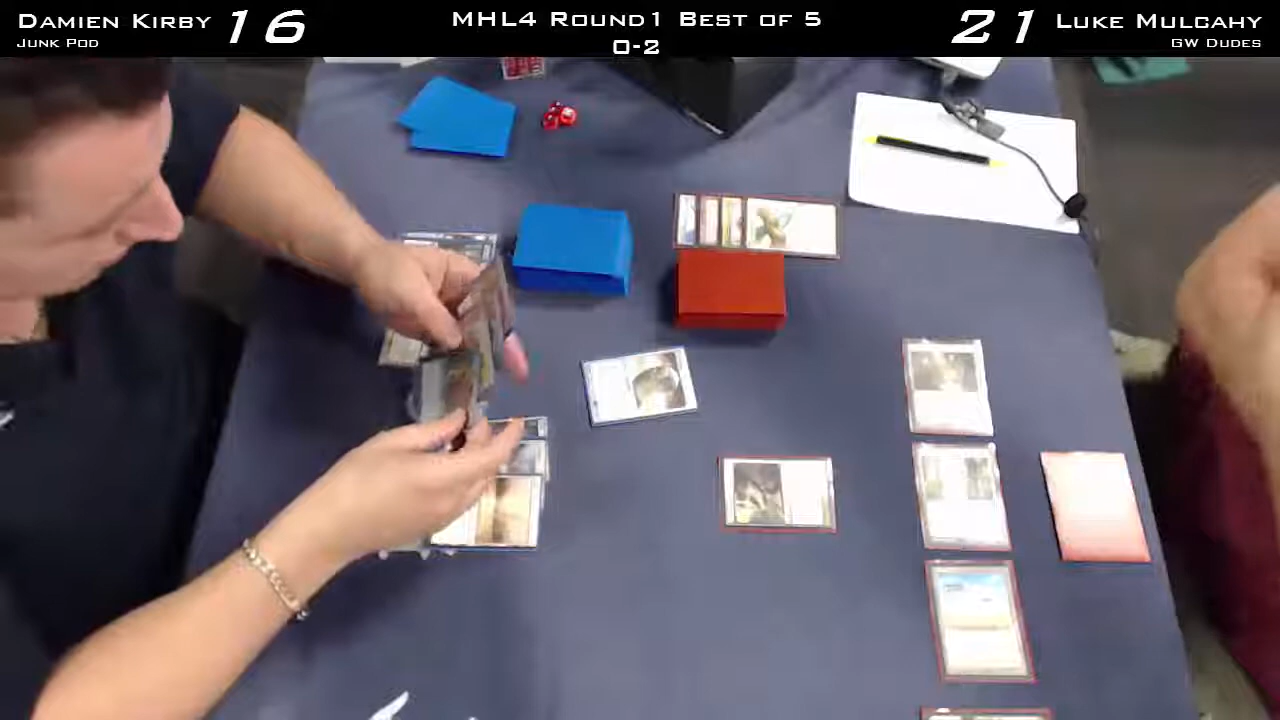 DAMIEN KIRBY 16
JUNK POD
MHL4 ROUND 1 BEST OF 5
0-2
21 LUKE MULCAHY
GW DUDES